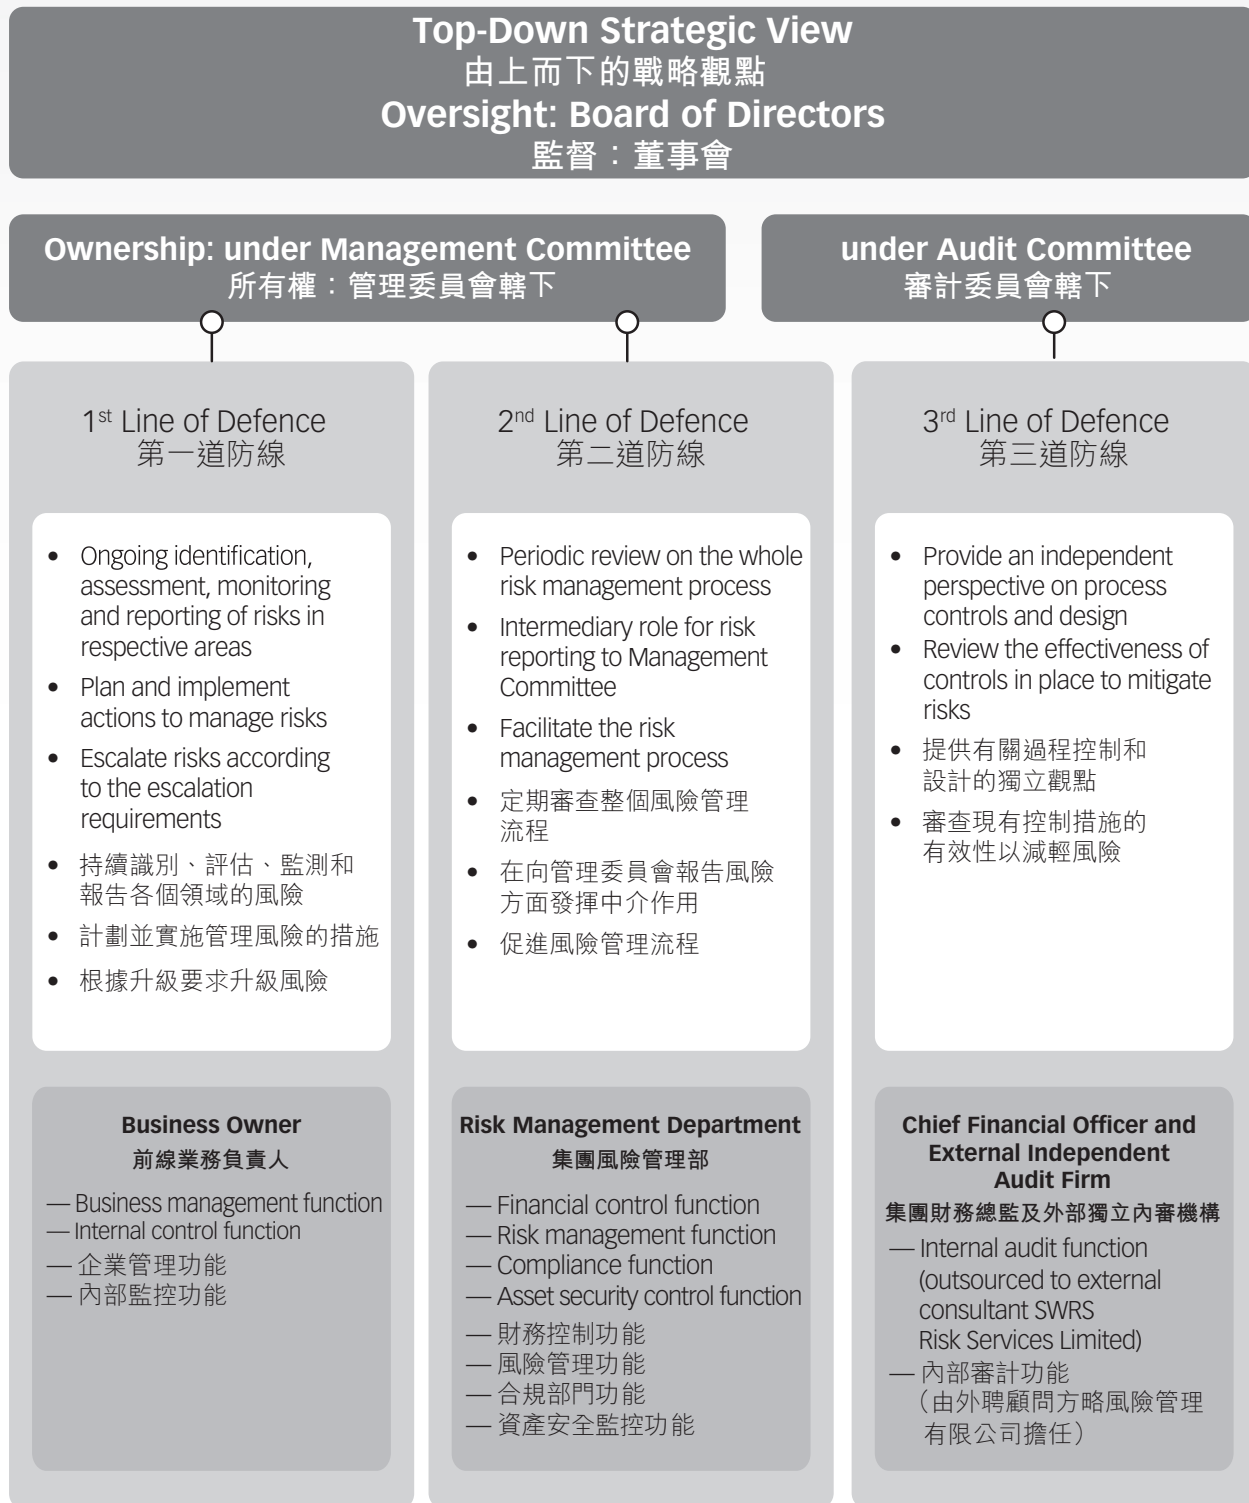 Top-Down Strategic View
由上而下的戰略觀點
Oversight: Board of Directors
監督：董事會
Ownership: under Management Committee
所有權：管理委員會轄下
under Audit Committee
審計委員會轄下
1st Line of Defence
第一道防線
• Ongoing identification,
assessment, monitoring
and reporting of risks in
respective areas
• Plan and implement
actions to manage risks
• Escalate risks according
to the escalation
requirements
• 持續識別、評估、監測和
報告各個領域的風險
• 計劃並實施管理風險的措施
• 根據升級要求升級風險
Business Owner
前線業務負責人
— Business management function
— Internal control function
— 企業管理功能
— 內部監控功能
2nd Line of Defence
第二道防線
• Periodic review on the whole
risk management process
• Intermediary role for risk
reporting to Management
Committee
• Facilitate the risk
management process
• 定期審查整個風險管理
流程
• 在向管理委員會報告風險
方面發揮中介作用
• 促進風險管理流程
Risk Management Department
集團風險管理部
— Financial control function
— Risk management function
— Compliance function
— Asset security control function
— 財務控制功能
— 風險管理功能
— 合規部門功能
— 資產安全監控功能
3rd Line of Defence
第三道防線
• Provide an independent
perspective on process
controls and design
• Review the effectiveness of
controls in place to mitigate
risks
• 提供有關過程控制和
設計的獨立觀點
• 審查現有控制措施的
有效性以減輕風險
Chief Financial Officer and
External Independent
Audit Firm
集團財務總監及外部獨立內審機構
— Internal audit function
(outsourced to external
consultant SWRS
Risk Services Limited)
— 內部審計功能
（由外聘顧問方略風險管理
有限公司擔任）